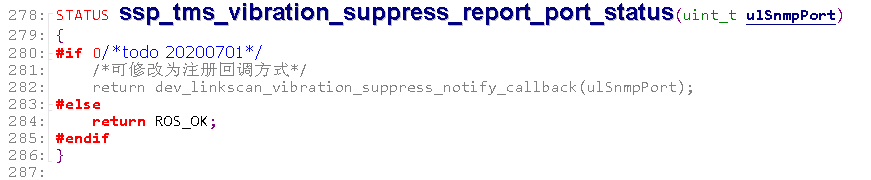 278: STATUS ssp_tms_vibration_suppress_report_port_status(uint_t ulSnmpPort)
279: {
280: #if 0/*todo 20200701*/
281:     /*可修改为注册回调方式*/
282:     return dev_linkscan_vibration_suppress_notify_callback(ulSnmpPort);
283: #else
284:     return ROS_OK;
285: #endif
286: }
287: